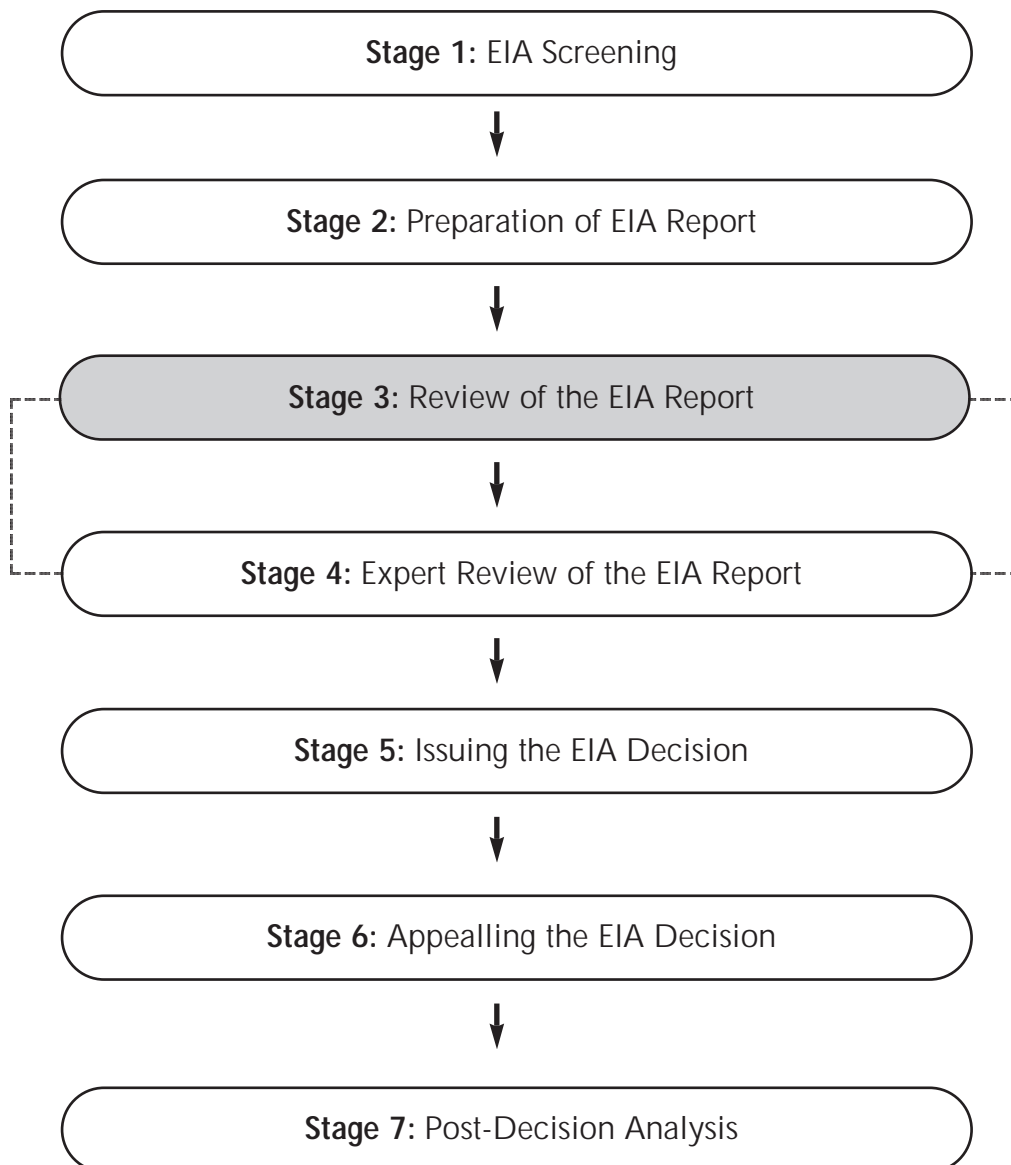 Stage 1: EIA Screening
Stage 2: Preparation of EIA Report
Stage 3: Review of the EIA Report
Stage 4: Expert Review of the EIA Report
Stage 5: Issuing the EIA Decision
Stage 6: Appealling the EIA Decision
Stage 7: Post-Decision Analysis